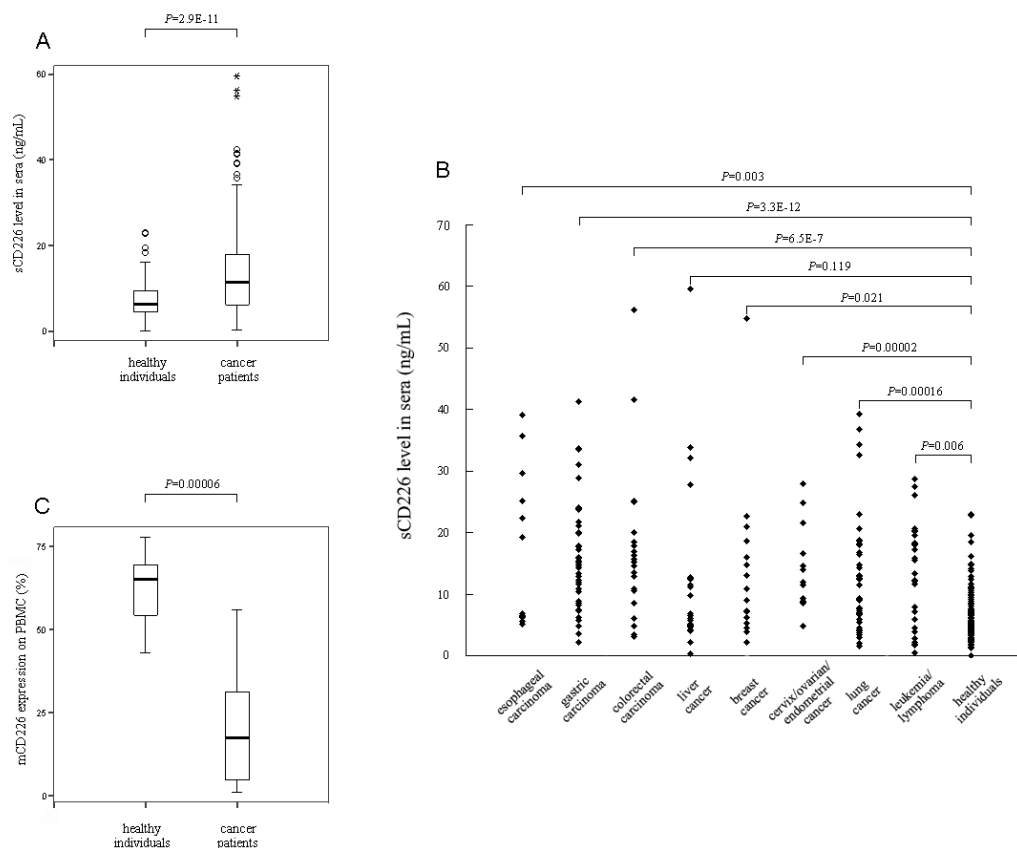 A
P=2.9E-11
sCD226 level in sera (ng/mL)
60
40
20
0
healthy
individuals
cancer
patients
B
P=0.003
P=3.3E-12
P=6.5E-7
P=0.119
P=0.021
P=0.00002
P=0.00016
P=0.006
sCD226 level in sera (ng/mL)
70
60
50
40
30
20
10
0
esophageal
carcinoma
gastric
carcinoma
colorectal
carcinoma
liver
cancer
breast
cancer
cervix/ovarian/
endometrial
cancer
lung
cancer
leukemia/
lymphoma
healthy
individuals
C
P=0.00006
mCD226 expression on PBMC (%)
75
50
25
0
healthy
individuals
cancer
patients